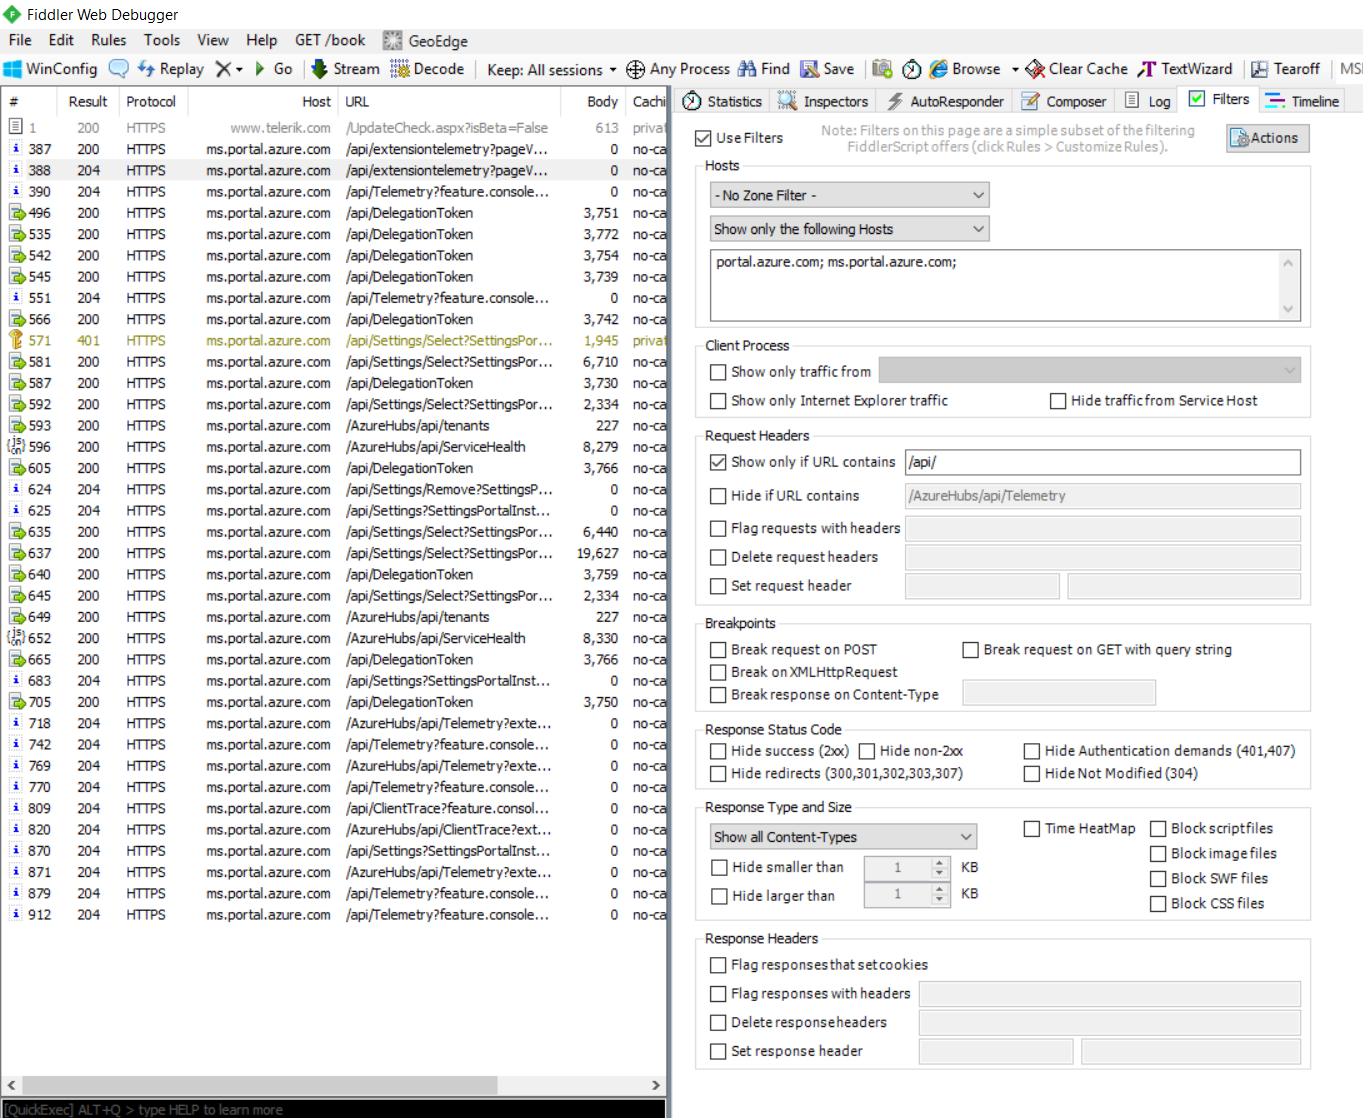 Fiddler Web Debugger
File Edit Rules Tools View Help GET /book GeoEdge
WinConfig Replay Go Stream Decode Keep: All sessions Any Process Find Save Browse Clear Cache TextWizard Tearoff
# Result Protocol Host URL Body Cachi
1 200 HTTPS www.telerik.com /UpdateCheck.aspx?isBeta=False 613 privat
387 200 HTTPS ms.portal.azure.com /api/extensiontelemetry?pageV... 0 no-ca
388 204 HTTPS ms.portal.azure.com /api/extensiontelemetry?pageV... 0 no-ca
390 204 HTTPS ms.portal.azure.com /api/Telemetry?feature.console... 0 no-ca
496 200 HTTPS ms.portal.azure.com /api/DelegationToken 3,751 no-ca
535 200 HTTPS ms.portal.azure.com /api/DelegationToken 3,772 no-ca
542 200 HTTPS ms.portal.azure.com /api/DelegationToken 3,754 no-ca
545 200 HTTPS ms.portal.azure.com /api/DelegationToken 3,739 no-ca
551 204 HTTPS ms.portal.azure.com /api/Telemetry?feature.console... 0 no-ca
566 200 HTTPS ms.portal.azure.com /api/DelegationToken 3,742 no-ca
571 401 HTTPS ms.portal.azure.com /api/Settings/Select?SettingsPor... 1,945 privat
581 200 HTTPS ms.portal.azure.com /api/Settings/Select?SettingsPor... 6,710 no-ca
587 200 HTTPS ms.portal.azure.com /api/DelegationToken 3,730 no-ca
592 200 HTTPS ms.portal.azure.com /api/Settings/Select?SettingsPor... 2,334 no-ca
593 200 HTTPS ms.portal.azure.com /AzureHubs/api/tenants 227 no-ca
596 200 HTTPS ms.portal.azure.com /AzureHubs/api/ServiceHealth 8,279 no-ca
605 200 HTTPS ms.portal.azure.com /api/DelegationToken 3,766 no-ca
624 204 HTTPS ms.portal.azure.com /api/Settings/Remove?SettingsP... 0 no-ca
625 204 HTTPS ms.portal.azure.com /api/Settings?SettingsPortalInst... 0 no-ca
635 200 HTTPS ms.portal.azure.com /api/Settings/Select?SettingsPor... 6,440 no-ca
637 200 HTTPS ms.portal.azure.com /api/Settings/Select?SettingsPor... 19,627 no-ca
640 200 HTTPS ms.portal.azure.com /api/DelegationToken 3,759 no-ca
645 200 HTTPS ms.portal.azure.com /api/Settings/Select?SettingsPor... 2,334 no-ca
649 200 HTTPS ms.portal.azure.com /AzureHubs/api/tenants 227 no-ca
652 200 HTTPS ms.portal.azure.com /AzureHubs/api/ServiceHealth 8,330 no-ca
665 200 HTTPS ms.portal.azure.com /api/DelegationToken 3,766 no-ca
683 204 HTTPS ms.portal.azure.com /api/Settings?SettingsPortalInst... 0 no-ca
705 200 HTTPS ms.portal.azure.com /api/DelegationToken 3,750 no-ca
718 204 HTTPS ms.portal.azure.com /AzureHubs/api/Telemetry?exte... 0 no-ca
742 204 HTTPS ms.portal.azure.com /api/Telemetry?feature.console... 0 no-ca
769 204 HTTPS ms.portal.azure.com /AzureHubs/api/Telemetry?exte... 0 no-ca
770 204 HTTPS ms.portal.azure.com /api/Telemetry?feature.console... 0 no-ca
809 204 HTTPS ms.portal.azure.com /api/ClientTrace?feature.consol... 0 no-ca
820 204 HTTPS ms.portal.azure.com /AzureHubs/api/ClientTrace?ext... 0 no-ca
870 204 HTTPS ms.portal.azure.com /api/Settings?SettingsPortalInst... 0 no-ca
871 204 HTTPS ms.portal.azure.com /AzureHubs/api/Telemetry?exte... 0 no-ca
879 204 HTTPS ms.portal.azure.com /api/Telemetry?feature.console... 0 no-ca
912 204 HTTPS ms.portal.azure.com /api/Telemetry?feature.console... 0 no-ca
[QuickExec] ALT+Q > type HELP to learn more
Statistics Inspectors AutoResponder Composer Log Filters Timeline
Use Filters
Note: Filters on this page are a simple subset of the filtering
FiddlerScript offers (click Rules > Customize Rules).
Actions
Hosts
- No Zone Filter -
Show only the following Hosts
portal.azure.com; ms.portal.azure.com;
Client Process
Show only traffic from
Show only Internet Explorer traffic Hide traffic from Service Host
Request Headers
Show only if URL contains /api/
Hide if URL contains /AzureHubs/api/Telemetry
Flag requests with headers
Delete request headers
Set request header
Breakpoints
Break request on POST Break request on GET with query string
Break on XMLHttpRequest
Break response on Content-Type
Response Status Code
Hide success (2xx) Hide non-2xx Hide Authentication demands (401,407)
Hide redirects (300,301,302,303,307) Hide Not Modified (304)
Response Type and Size
Show all Content-Types Time HeatMap Block script files
Block image files
Hide smaller than 1 KB
Block SWF files
Hide larger than 1 KB
Block CSS files
Response Headers
Flag responses that set cookies
Flag responses with headers
Delete response headers
Set response header